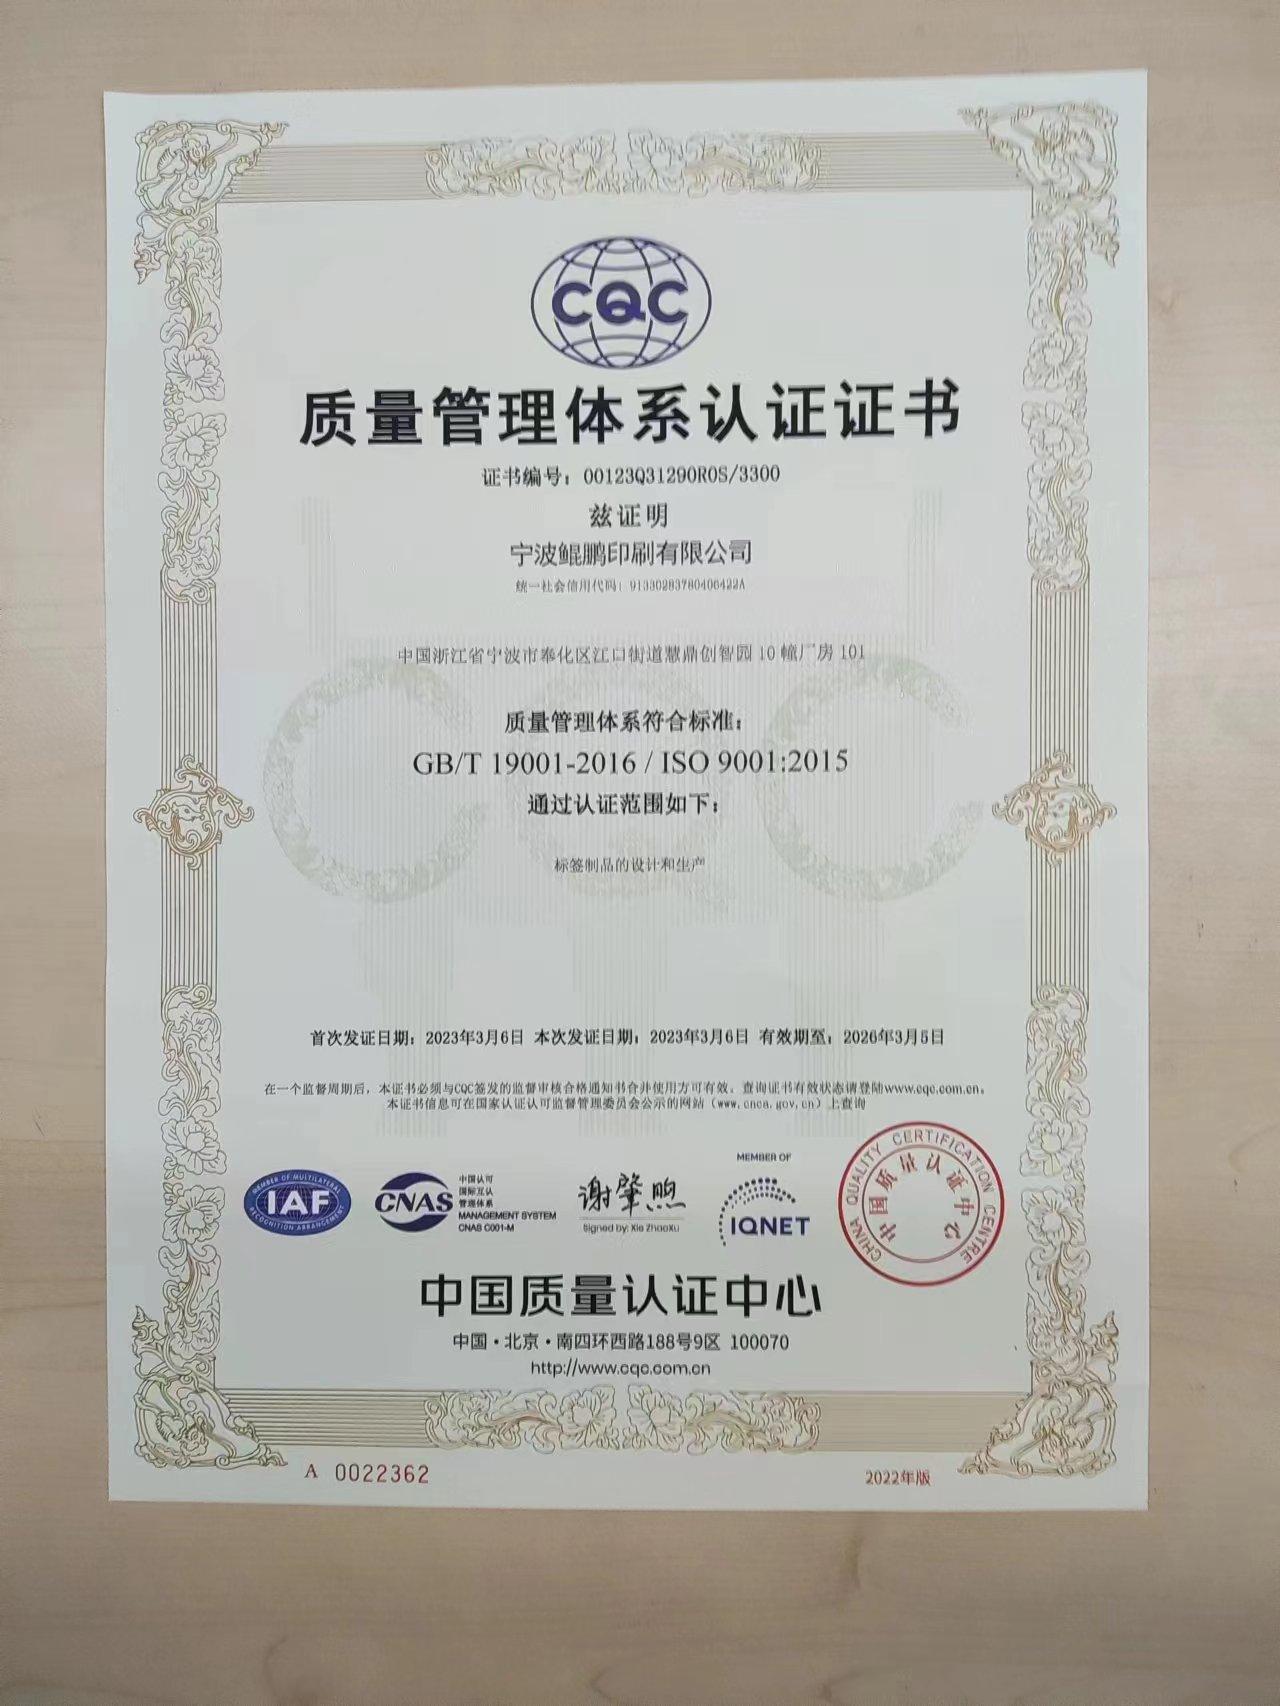 CQC
质量管理体系认证证书
证书编号：00123Q31290R0S/3300
兹证明
宁波鲲鹏印刷有限公司
统一社会信用代码：91330283780406422A
中国浙江省宁波市奉化区江口街道慧鼎创智园 10 幢厂房 101
质量管理体系符合标准：
GB/T 19001-2016 / ISO 9001:2015
通过认证范围如下：
标签制品的设计和生产
首次发证日期：2023年3月6日 本次发证日期：2023年3月6日 有效期至：2026年3月5日
在一个监督周期后，本证书必须与CQC签发的监督审核合格通知书合并使用方可有效。查询证书有效状态请登陆www.cqc.com.cn。
本证书信息可在国家认证认可监督管理委员会公示的网站（www.cnca.gov.cn）上查询
MEMBER OF MULTILATERAL
IAF
RECOGNITION ARRANGEMENT
CNAS
中国认可
国际互认
管理体系
MANAGEMENT SYSTEM
CNAS C001-M
谢肇煦
Signed by: Xie ZhaoXu
MEMBER OF
IQNET
CHINA QUALITY CERTIFICATION CENTRE
中国质量认证中心
中国质量认证中心
中国·北京·南四环西路188号9区 100070
http://www.cqc.com.cn
A 0022362
2022年版